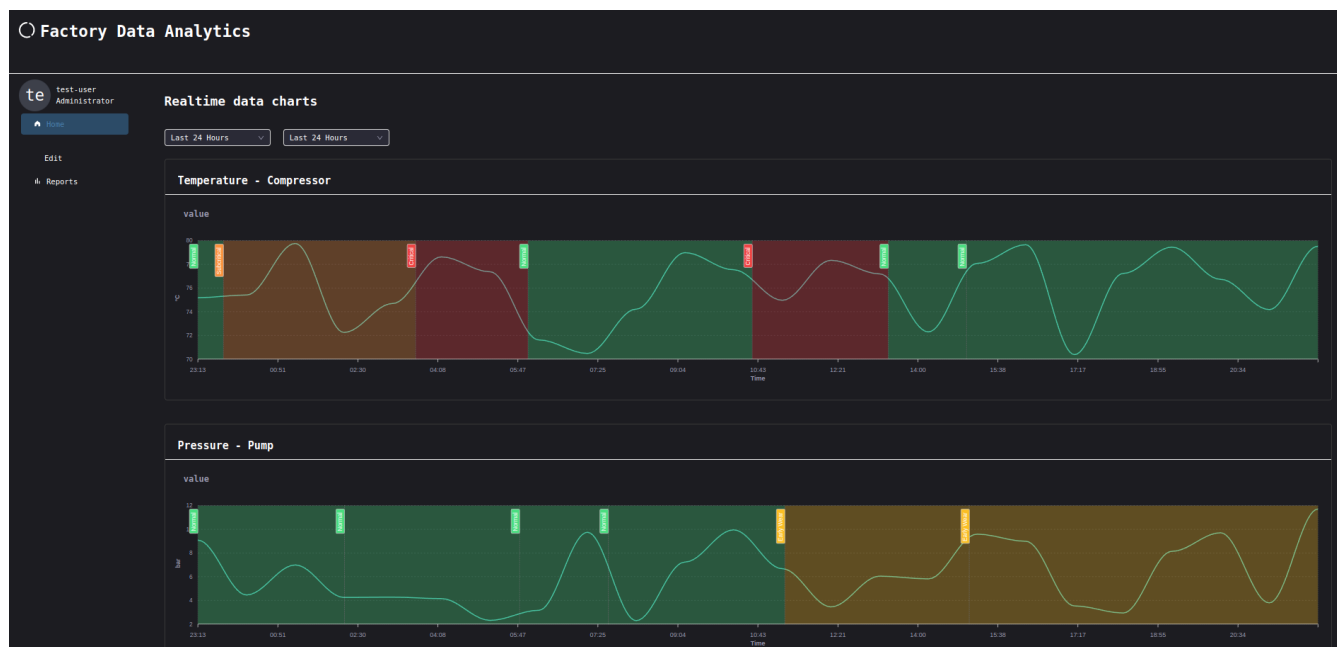 Factory Data Analytics
te
test-user
Administrator
Home
Edit
Reports
Realtime data charts
Last 24 Hours
Last 24 Hours
Temperature - Compressor
value
80
76
74
72
70
°C
Normal
Critical
Normal
Critical
Normal
Normal
23:13
00:51
02:30
04:08
05:47
07:25
09:04
10:43
12:21
14:00
15:38
17:17
18:55
20:34
Time
Pressure - Pump
value
12
8
6
4
2
bar
Normal
Normal
Normal
Normal
23:13
00:51
02:30
04:08
05:47
07:25
09:04
10:43
12:21
14:00
15:38
17:17
18:55
20:34
Time